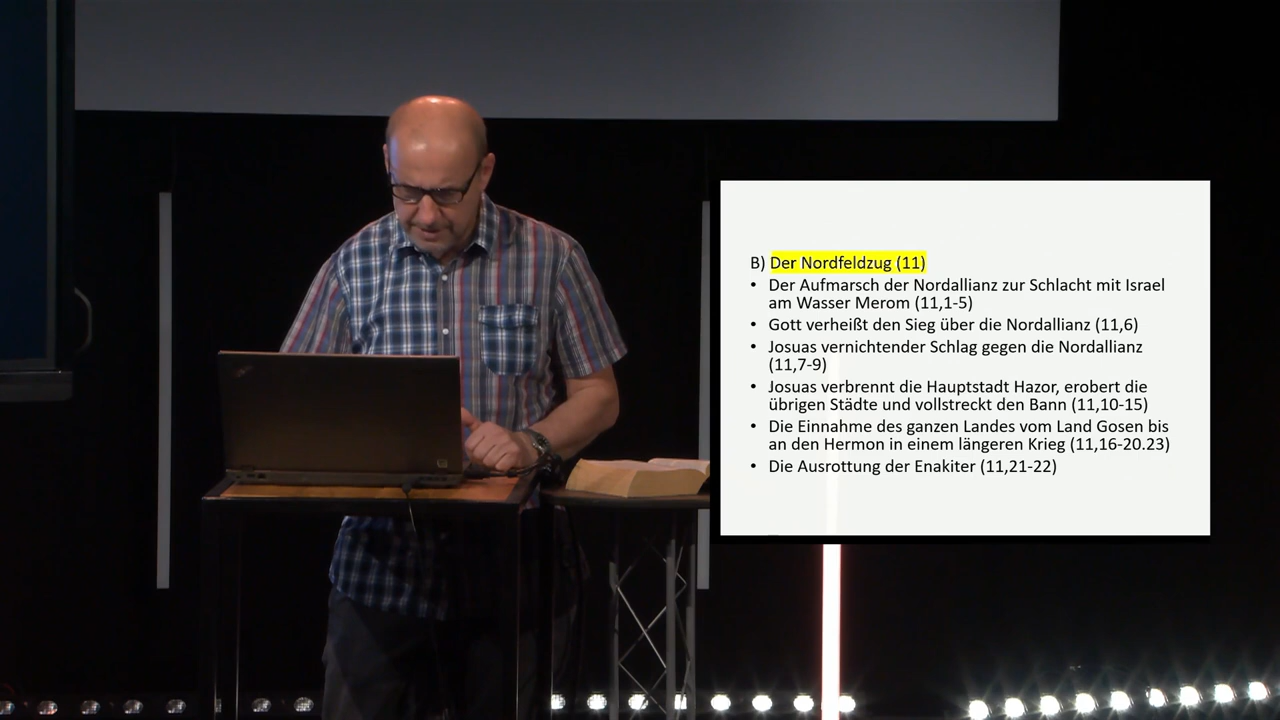 B) Der Nordfeldzug (11)
• Der Aufmarsch der Nordallianz zur Schlacht mit Israel
am Wasser Merom (11,1-5)
• Gott verheißt den Sieg über die Nordallianz (11,6)
• Josuas vernichtender Schlag gegen die Nordallianz
(11,7-9)
• Josuas verbrennt die Hauptstadt Hazor, erobert die
übrigen Städte und vollstreckt den Bann (11,10-15)
• Die Einnahme des ganzen Landes vom Land Gosen bis
an den Hermon in einem längeren Krieg (11,16-20.23)
• Die Ausrottung der Enakiter (11,21-22)